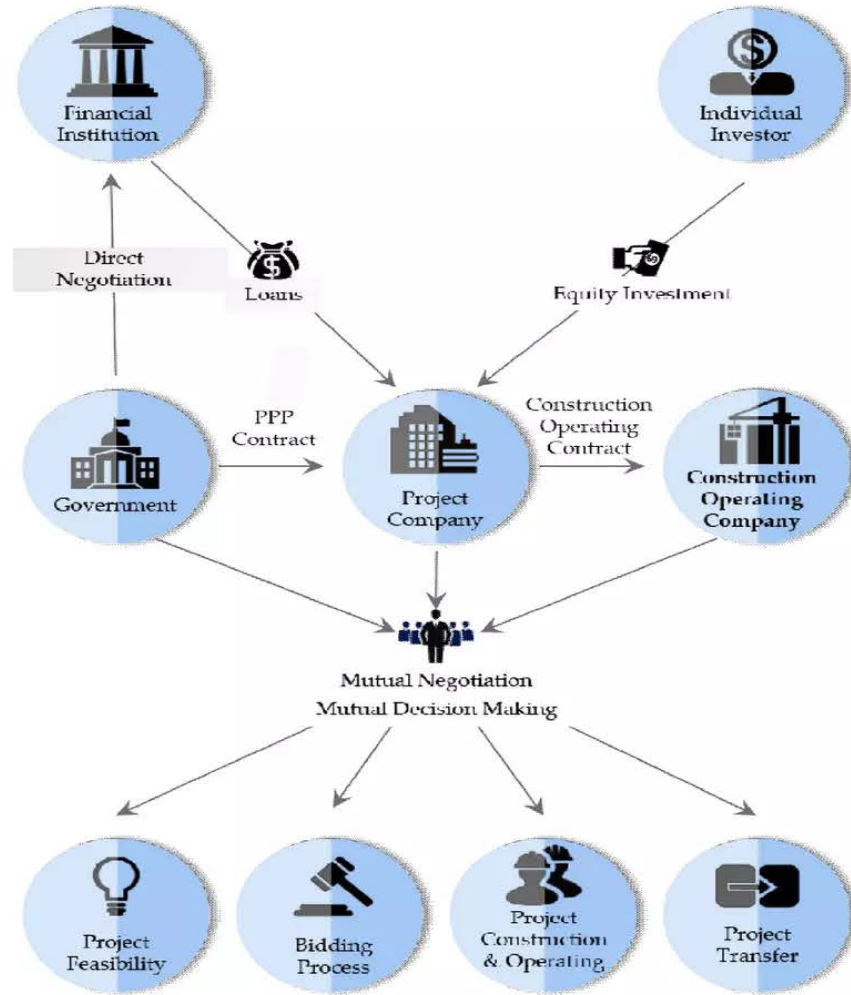 Financial
Institution
Individual
Investor
Direct
Negotiation
$
Loans
Equity Investment
PPP
Contract
Construction
Operating
Contract
Government
Project
Company
Construction
Operating
Company
Mutual Negotiation
Mutual Decision Making
Project
Feasibility
Bidding
Process
Project
Construction
& Operating
Project
Transfer